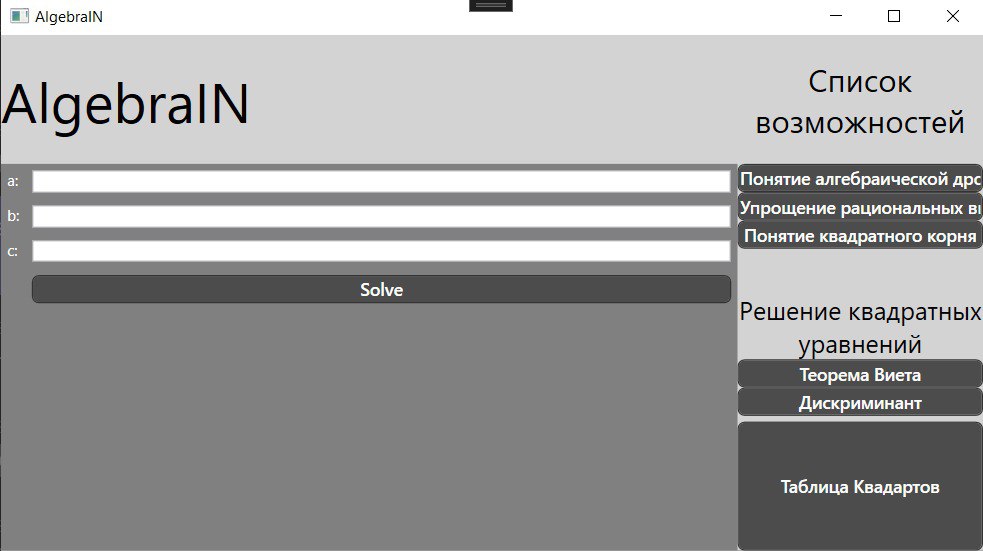 AlgebraIN
AlgebraIN
Список
возможностей
a:
b:
c:
Solve
Понятие алгебраической дрс
Упрощение рациональных вы
Понятие квадратного корня
Решение квадратных
уравнений
Теорема Виета
Дискриминант
Таблица Квадартов